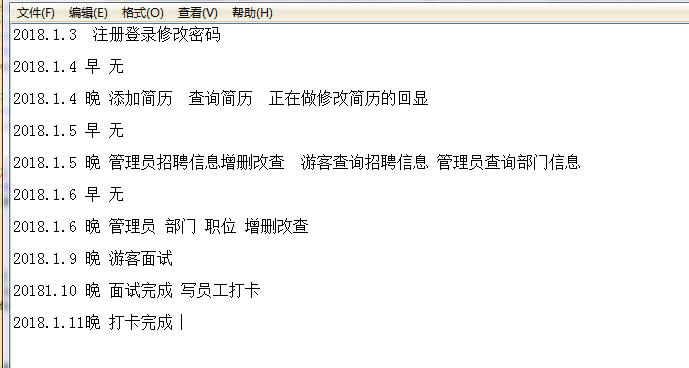 文件(F) 编辑(E) 格式(O) 查看(V) 帮助(H)
2018.1.3  注册登录修改密码
2018.1.4 早 无
2018.1.4 晚 添加简历  查询简历  正在做修改简历的回显
2018.1.5 早 无
2018.1.5 晚 管理员招聘信息增删改查  游客查询招聘信息 管理员查询部门信息
2018.1.6 早 无
2018.1.6 晚 管理员 部门 职位 增删改查
2018.1.9 晚 游客面试
20181.10 晚 面试完成 写员工打卡
2018.1.11晚 打卡完成